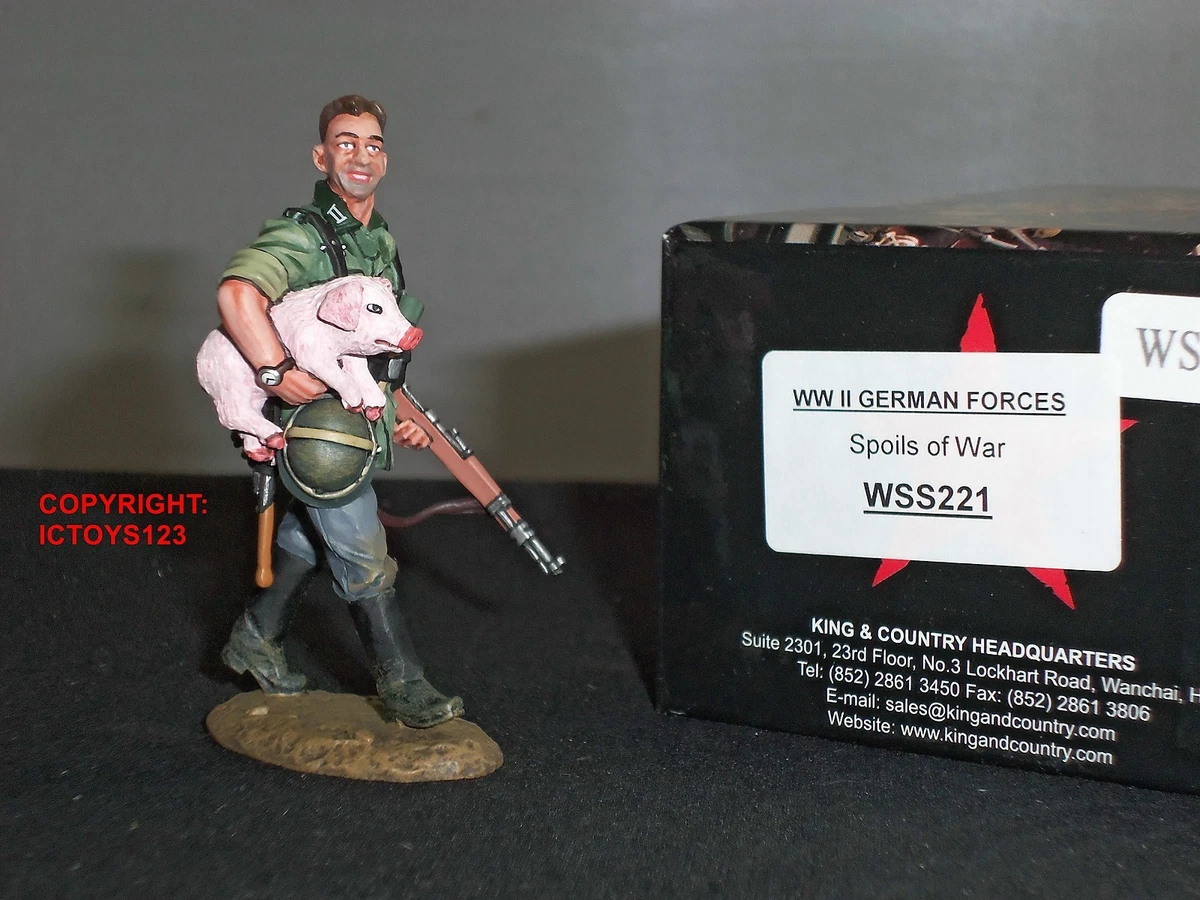 COPYRIGHT:
ICTOYS123
WS
WW II GERMAN FORCES
Spoils of War
WSS221
KING & COUNTRY HEADQUARTERS
Suite 2301, 23rd Floor, No.3 Lockhart Road, Wanchai, H
Tel: (852) 2861 3450 Fax: (852) 2861 3806
E-mail: sales@kingandcountry.com
Website: www.kingandcountry.com